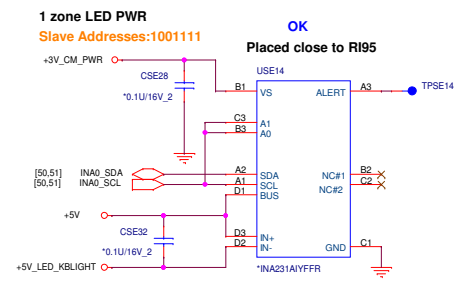 1 zone LED PWR
Slave Addresses:1001111
OK
Placed close to RI95
+3V_CM_PWR
CSE28
*0.1U/16V_2
USE14
B1 VS
ALERT A3
TPSE14
C3 A1
B3 A0
[50,51] INA0_SDA
A2 SDA
[50,51] INA0_SCL
A1 SCL
D1 BUS
NC#1 B2
NC#2 C2
+5V
CSE32
*0.1U/16V_2
+5V_LED_KBLIGHT
D3 IN+
D2 IN-
GND C1
*INA231AIYFFR